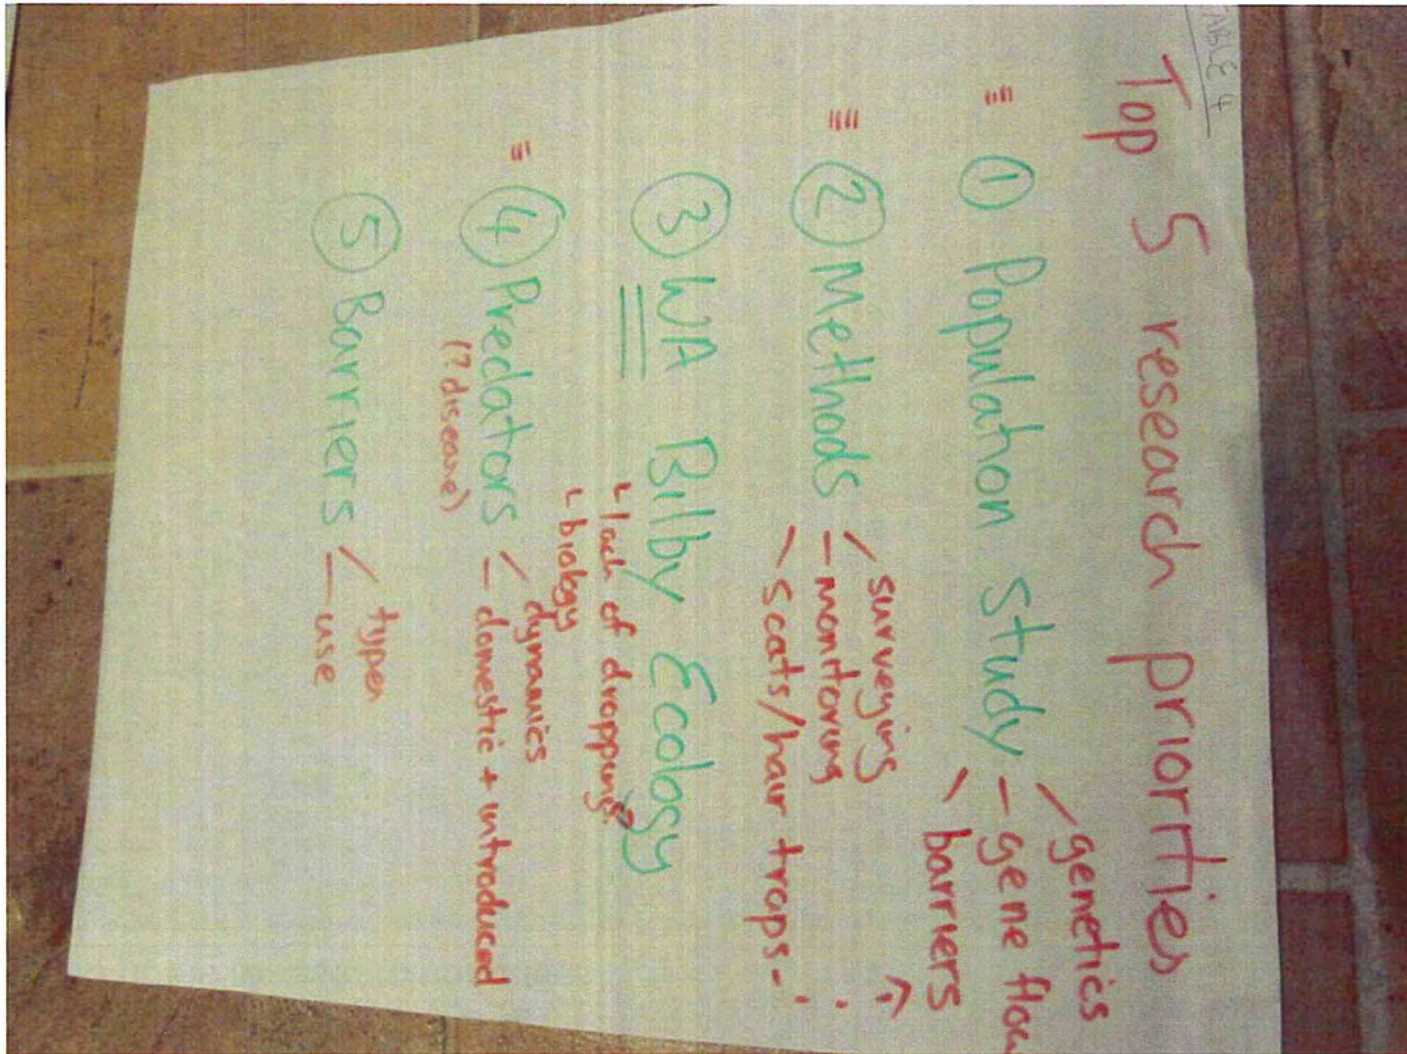 TABLE 4
Top 5 research priorties
① Population study - genetics
- gene flow
- barriers
② Methods - surveying
- monitoring
- scats/hair traps -
③ WA Bilby Ecology
↳ lack of droppings?
↳ biology
④ Predators - dynamics
(?disease) - domestic + introduced
⑤ Barriers - types
- use